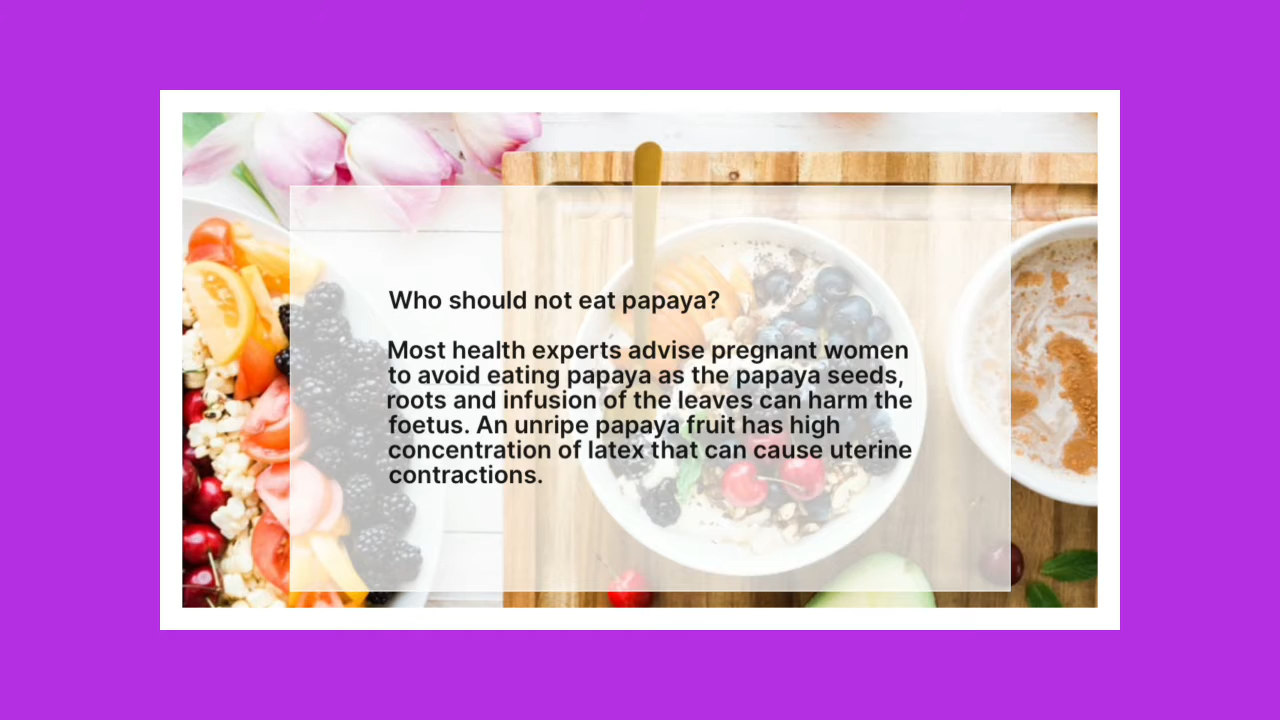 Who should not eat papaya?
Most health experts advise pregnant women
to avoid eating papaya as the papaya seeds,
roots and infusion of the leaves can harm the
foetus. An unripe papaya fruit has high
concentration of latex that can cause uterine
contractions.